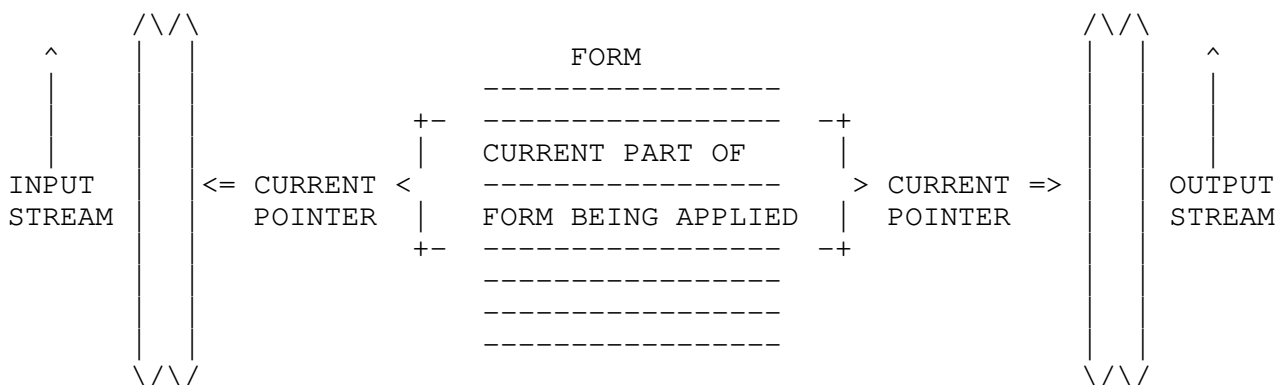 FORM
CURRENT PART OF
INPUT <= CURRENT < > CURRENT => OUTPUT
STREAM POINTER FORM BEING APPLIED POINTER STREAM